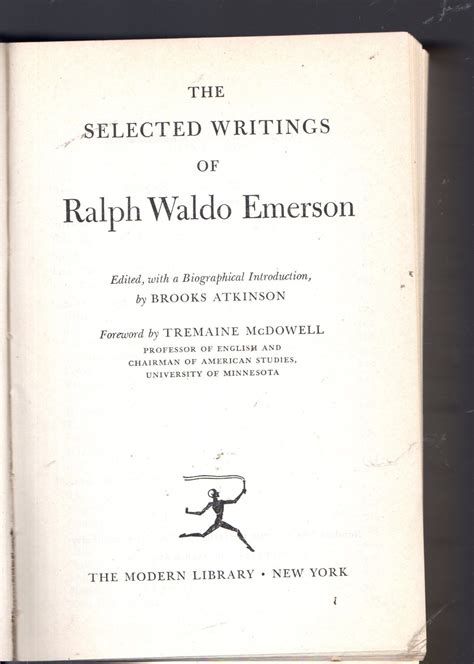 THE
SELECTED WRITINGS
OF
Ralph Waldo Emerson
Edited, with a Biographical Introduction,
by BROOKS ATKINSON
Foreword by TREMAINE McDOWELL
PROFESSOR OF ENGLISH AND
CHAIRMAN OF AMERICAN STUDIES,
UNIVERSITY OF MINNESOTA
THE MODERN LIBRARY • NEW YORK